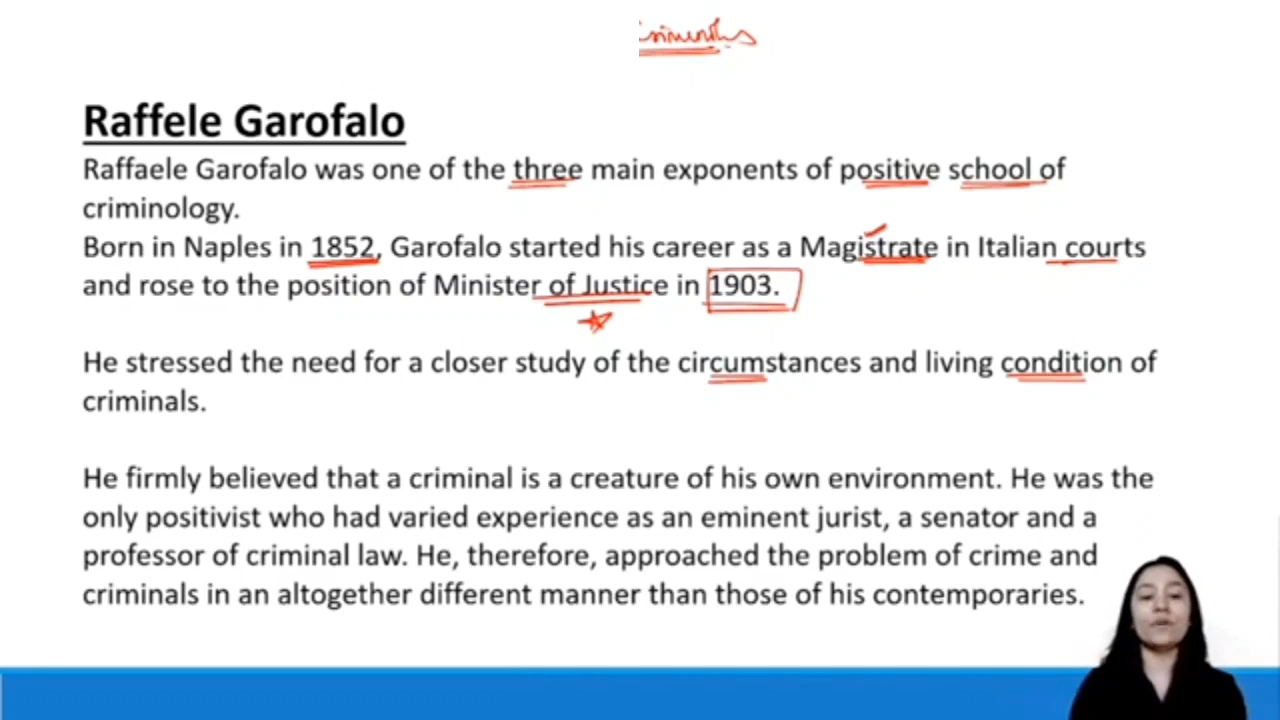 Raffele Garofalo
Raffaele Garofalo was one of the three main exponents of positive school of
criminology.
Born in Naples in 1852, Garofalo started his career as a Magistrate in Italian courts
and rose to the position of Minister of Justice in 1903.
He stressed the need for a closer study of the circumstances and living condition of
criminals.
He firmly believed that a criminal is a creature of his own environment. He was the
only positivist who had varied experience as an eminent jurist, a senator and a
professor of criminal law. He, therefore, approached the problem of crime and
criminals in an altogether different manner than those of his contemporaries.